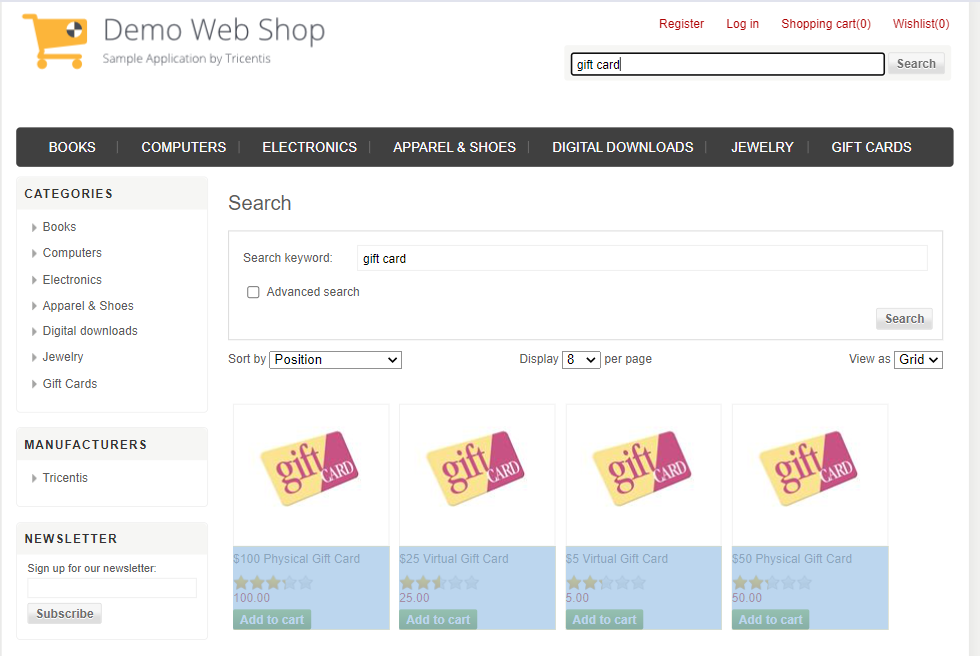 Demo Web Shop
Sample Application by Tricentis
Register Log in Shopping cart(0) Wishlist(0)
gift card Search
BOOKS COMPUTERS ELECTRONICS APPAREL & SHOES DIGITAL DOWNLOADS JEWELRY GIFT CARDS
CATEGORIES
Books
Computers
Electronics
Apparel & Shoes
Digital downloads
Jewelry
Gift Cards
MANUFACTURERS
Tricentis
NEWSLETTER
Sign up for our newsletter:
Subscribe
Search
Search keyword: gift card
Advanced search
Search
Sort by Position Display 8 per page View as Grid
gift CARD gift CARD gift CARD gift CARD
$100 Physical Gift Card $25 Virtual Gift Card $5 Virtual Gift Card $50 Physical Gift Card
100.00 25.00 5.00 50.00
Add to cart Add to cart Add to cart Add to cart